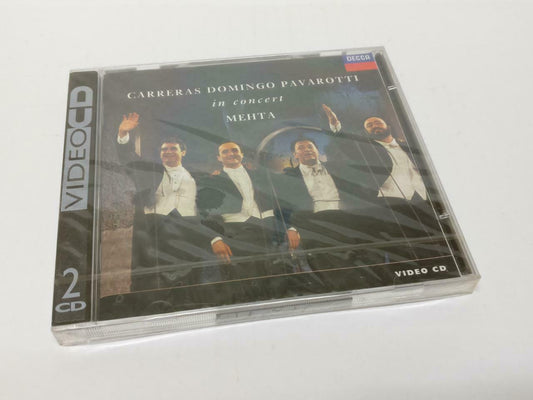 DECCA
CARRERAS DOMINGO PAVAROTTI
in concert
MEHTA
VIDEO CD
2
CD
VIDEO CD